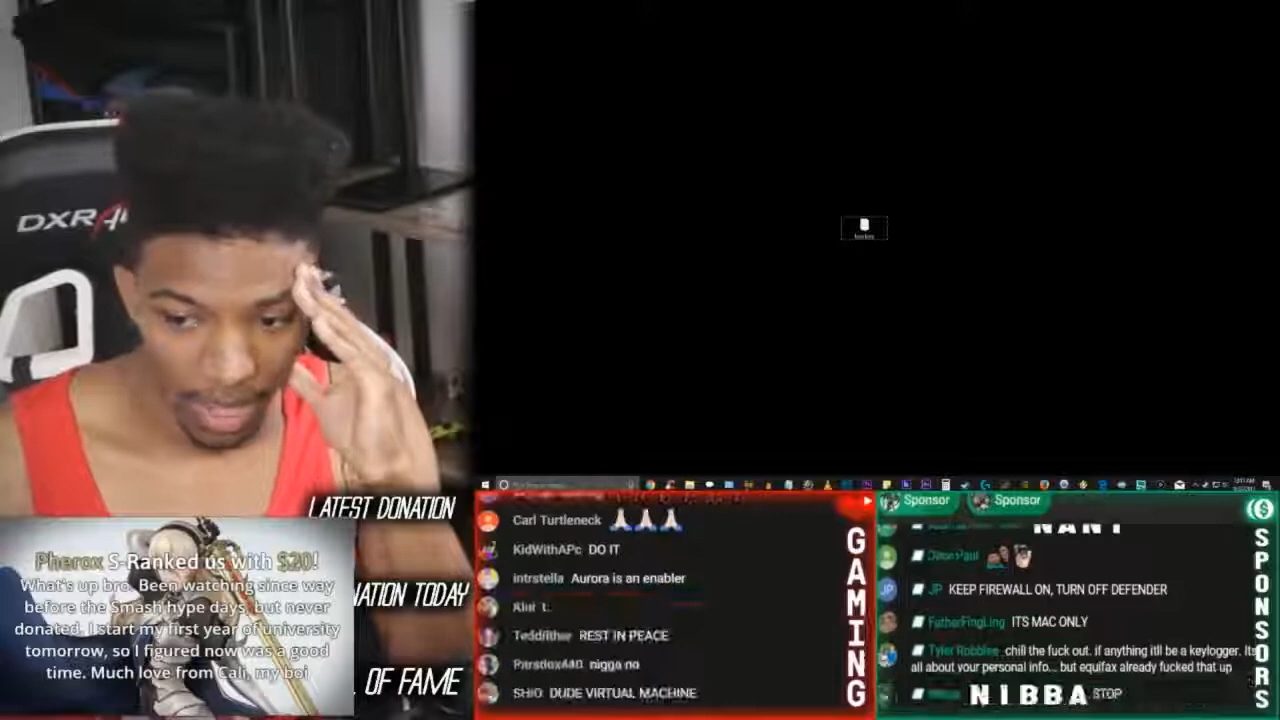 DXRA
LATEST DONATION
Pherox S-Ranked us with $20!
What's up bro. Been watching since way
before the Smash hype days, but never
donated. I start my first year of university
tomorrow, so I figured now was a good
time. Much love from Cali, my boi
NATION TODAY
OF FAME
Carl Turtleneck
KidWithAPc DO IT
intrstella Aurora is an enabler
REST IN PEACE
nigga no
SHIO DUDE VIRTUAL MACHINE
GAMING
Sponsor Sponsor
JP JP KEEP FIREWALL ON, TURN OFF DEFENDER
FatherFingLing ITS MAC ONLY
Tyler Robbies chill the fuck out. if anything itll be a keylogger. Its
all about your personal info... but equifax already fucked that up
NIBBA STOP
SPONSORS